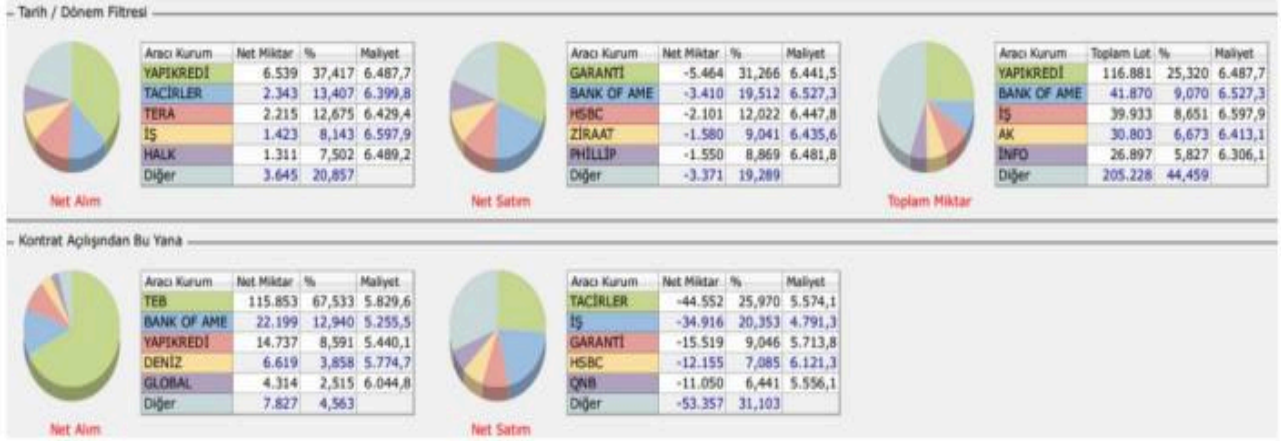 Tarih / Dönem Filtresi
Aracı Kurum Net Miktar % Maliyet
YAPIKREDİ 6.539 37,417 6.487,7
TACİRLER 2.343 13,407 6.399,8
TERA 2.215 12,675 6.429,4
İŞ 1.423 8,143 6.597,9
HALK 1.311 7,502 6.489,2
Diğer 3.645 20,857
Net Alım
Aracı Kurum Net Miktar % Maliyet
GARANTİ -5.464 31,266 6.441,5
BANK OF AME -3.410 19,512 6.527,3
HSBC -2.101 12,022 6.447,8
ZİRAAT -1.580 9,041 6.435,6
PHİLLİP -1.550 8,869 6.481,8
Diğer -3.371 19,289
Net Satım
Aracı Kurum Toplam Lot % Maliyet
YAPIKREDİ 116.881 25,320 6.487,7
BANK OF AME 41.870 9,070 6.527,3
İŞ 39.933 8,651 6.597,9
AK 30.803 6,673 6.413,1
İNFO 26.897 5,827 6.306,1
Diğer 205.228 44,459
Toplam Miktar
Kontrat Açılışından Bu Yana
Aracı Kurum Net Miktar % Maliyet
TEB 115.853 67,533 5.829,6
BANK OF AME 22.199 12,940 5.255,5
YAPIKREDİ 14.737 8,591 5.440,1
DENİZ 6.619 3,858 5.774,7
GLOBAL 4.314 2,515 6.044,8
Diğer 7.827 4,563
Net Alım
Aracı Kurum Net Miktar % Maliyet
TACİRLER -44.552 25,970 5.574,1
İŞ -34.916 20,353 4.791,3
GARANTİ -15.519 9,046 5.713,8
HSBC -12.155 7,085 6.121,3
QNB -11.050 6,441 5.556,1
Diğer -53.357 31,103
Net Satım